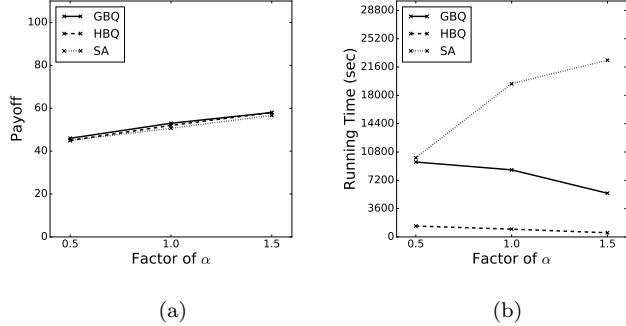 GBQ
HBQ
SA
100
80
60
40
20
0
Payoff
0.5 1.0 1.5
Factor of α
(a)
GBQ
HBQ
SA
28800
25200
21600
18000
14400
10800
7200
3600
0
Running Time (sec)
0.5 1.0 1.5
Factor of α
(b)